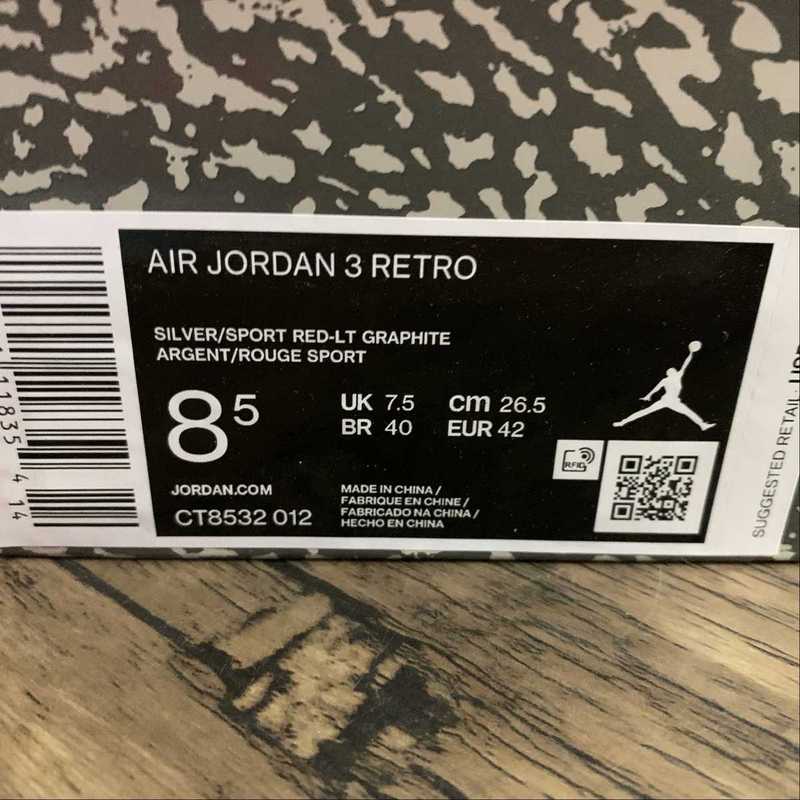 AIR JORDAN 3 RETRO
SILVER/SPORT RED-LT GRAPHITE
ARGENT/ROUGE SPORT
8 5
UK 7.5 cm 26.5
BR 40 EUR 42
JORDAN.COM
CT8532 012
MADE IN CHINA /
FABRIQUE EN CHINE /
FABRICADO NA CHINA /
HECHO EN CHINA
RFID
11835 4 14
SUGGESTED RETAIL: